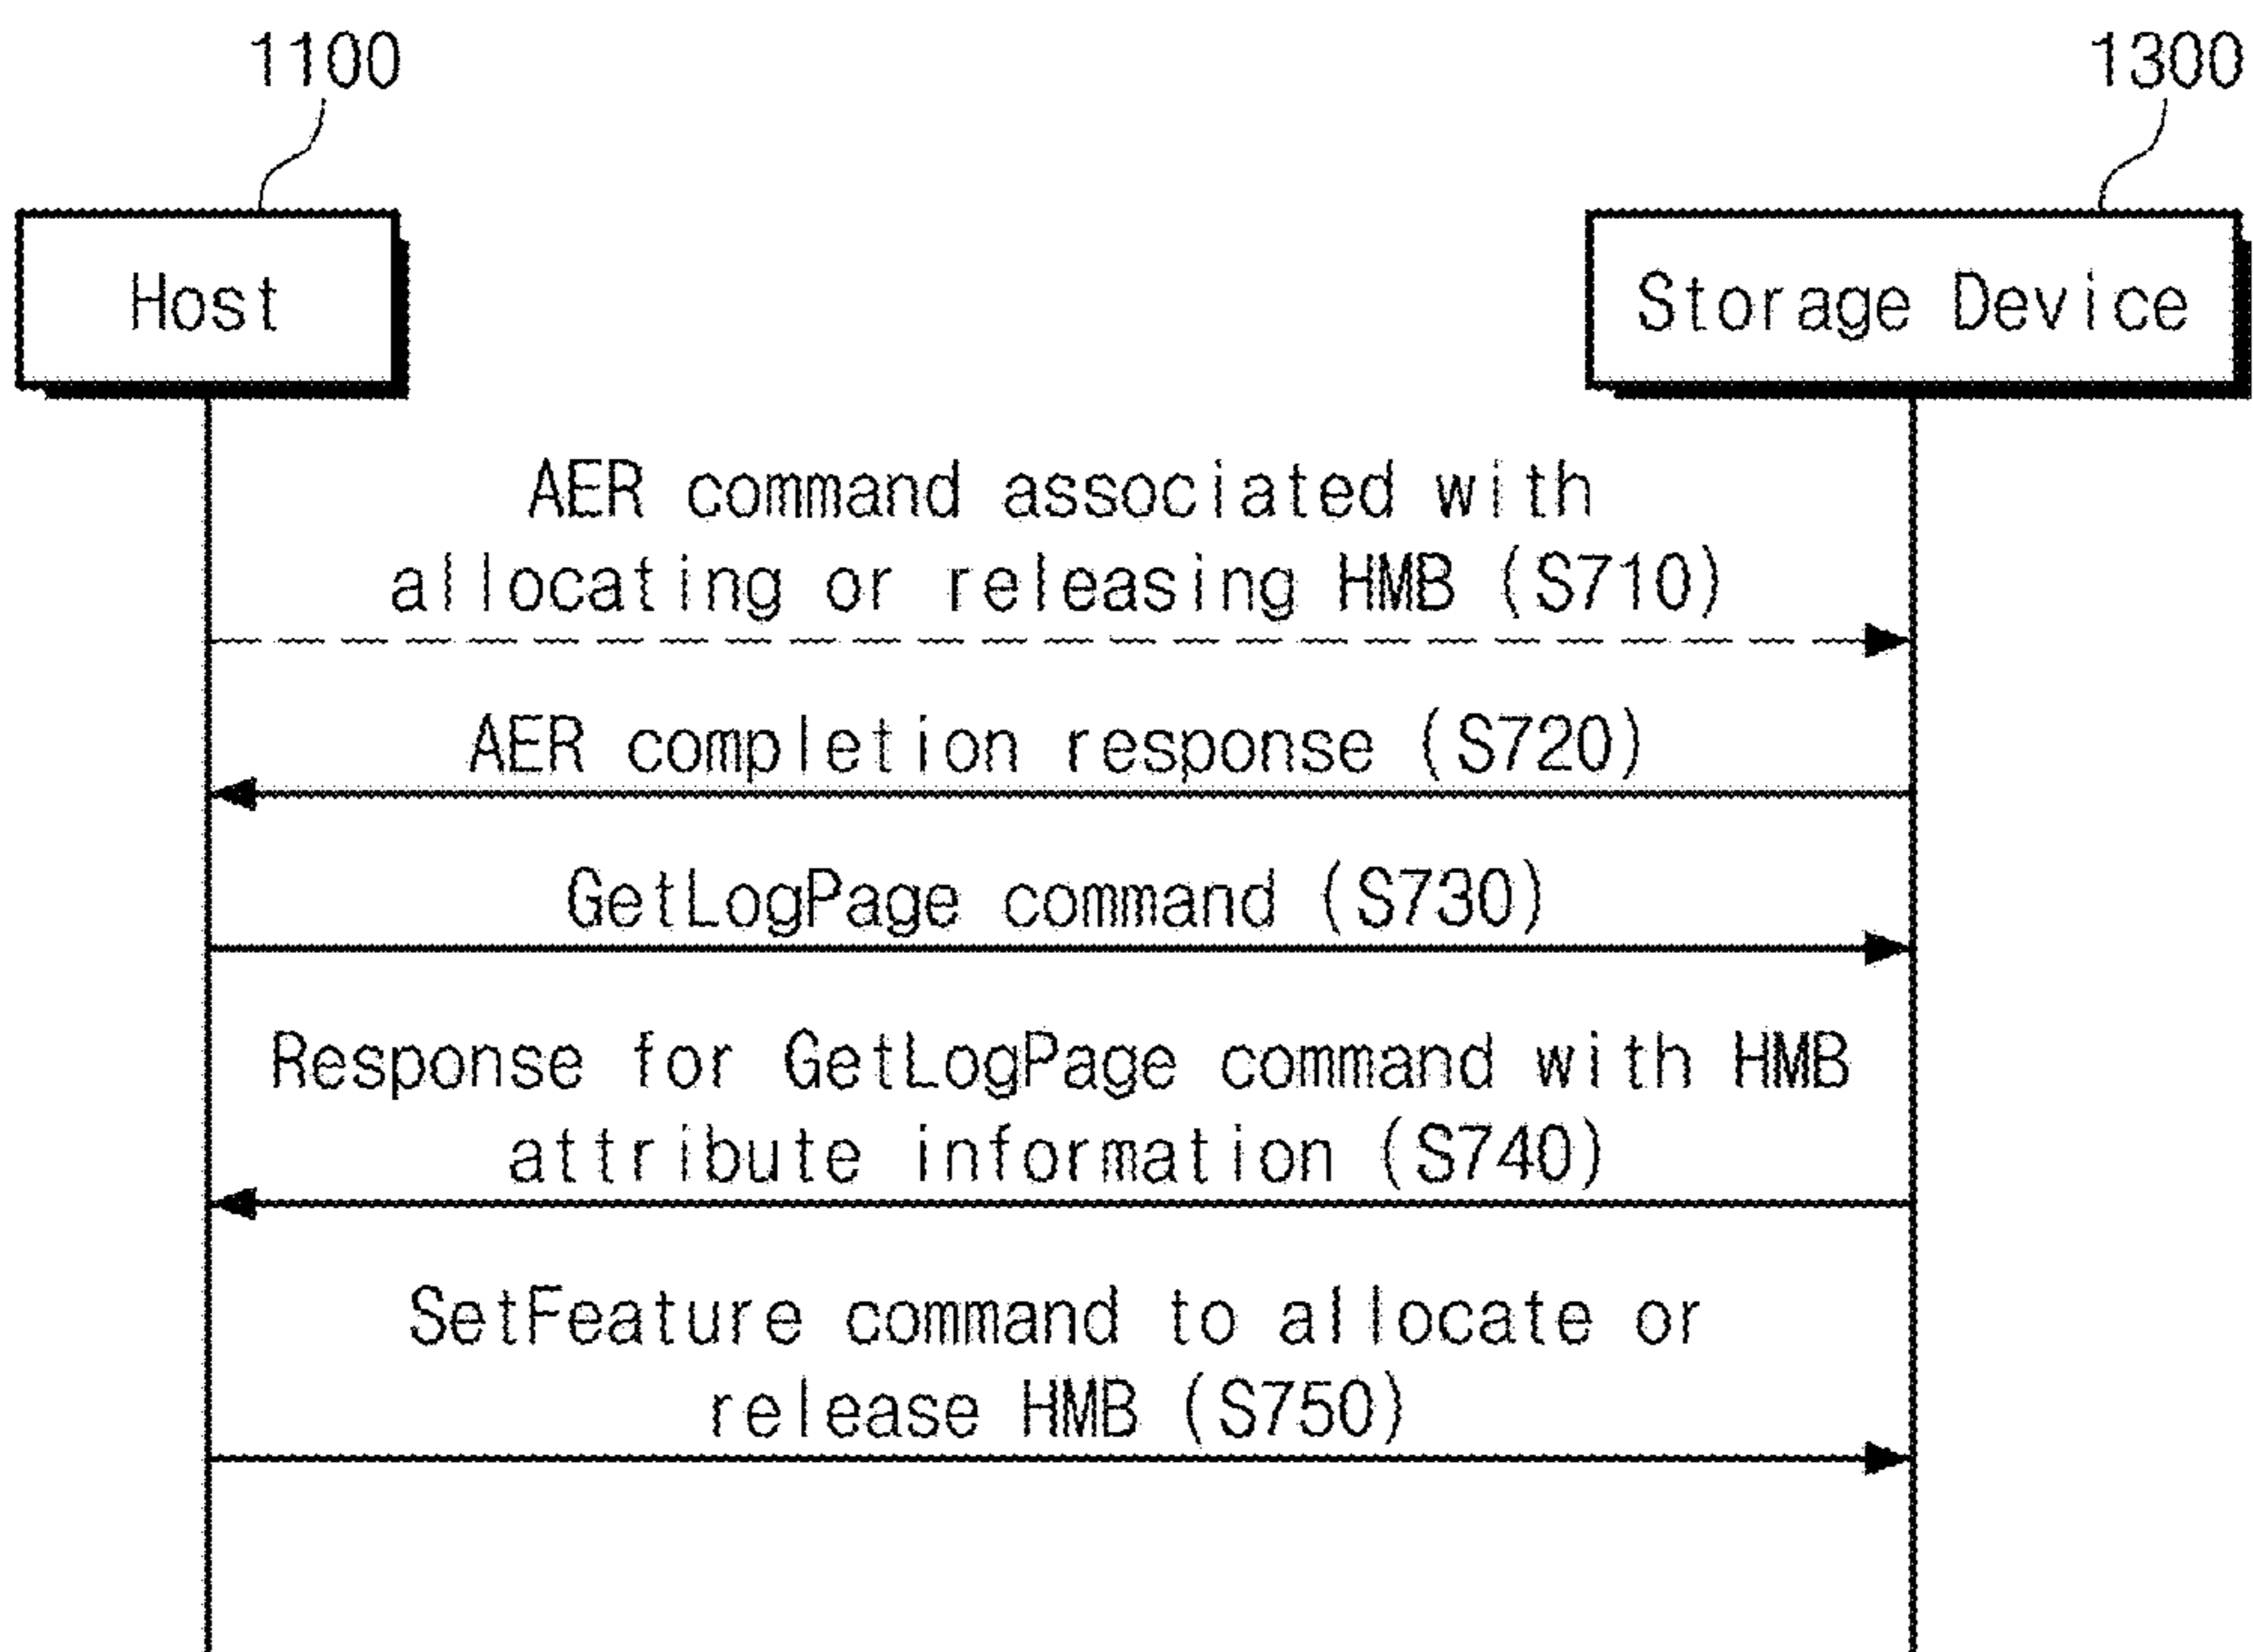 1100
1300
Host
Storage Device
AER command associated with
allocating or releasing HMB (S710)
AER completion response (S720)
GetLogPage command (S730)
Response for GetLogPage command with HMB
attribute information (S740)
SetFeature command to allocate or
release HMB (S750)